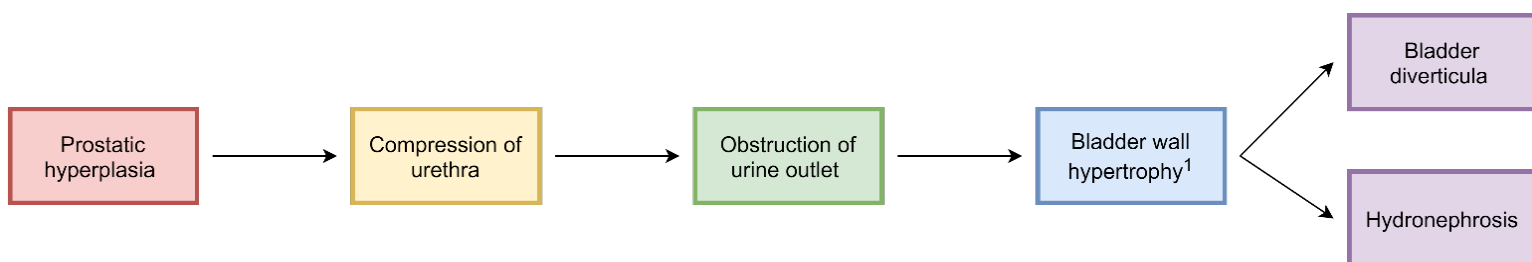 Prostatic
hyperplasia
Compression of
urethra
Obstruction of
urine outlet
Bladder wall
hypertrophy¹
Bladder
diverticula
Hydronephrosis